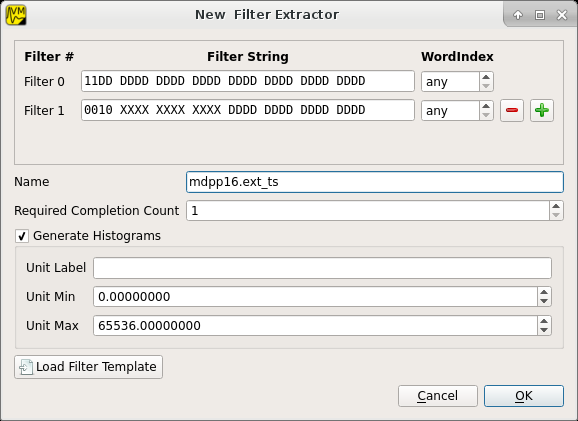 New  Filter Extractor
Filter # Filter String WordIndex
Filter 0 11DD DDDD DDDD DDDD DDDD DDDD DDDD DDDD any
Filter 1 0010 XXXX XXXX XXXX DDDD DDDD DDDD DDDD any
Name mdpp16.ext_ts
Required Completion Count 1
Generate Histograms
Unit Label
Unit Min 0.00000000
Unit Max 65536.00000000
Load Filter Template
Cancel OK